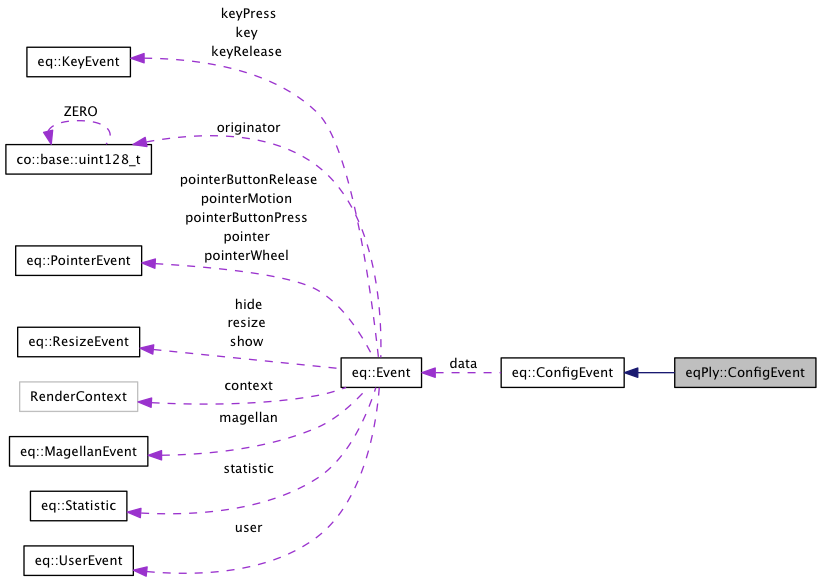 keyPress
key
keyRelease
eq::KeyEvent
ZERO
originator
co::base::uint128_t
pointerButtonRelease
pointerMotion
pointerButtonPress
pointer
pointerWheel
eq::PointerEvent
hide
resize
show
eq::ResizeEvent
data
eq::Event
eq::ConfigEvent
eqPly::ConfigEvent
context
RenderContext
magellan
eq::MagellanEvent
statistic
eq::Statistic
user
eq::UserEvent